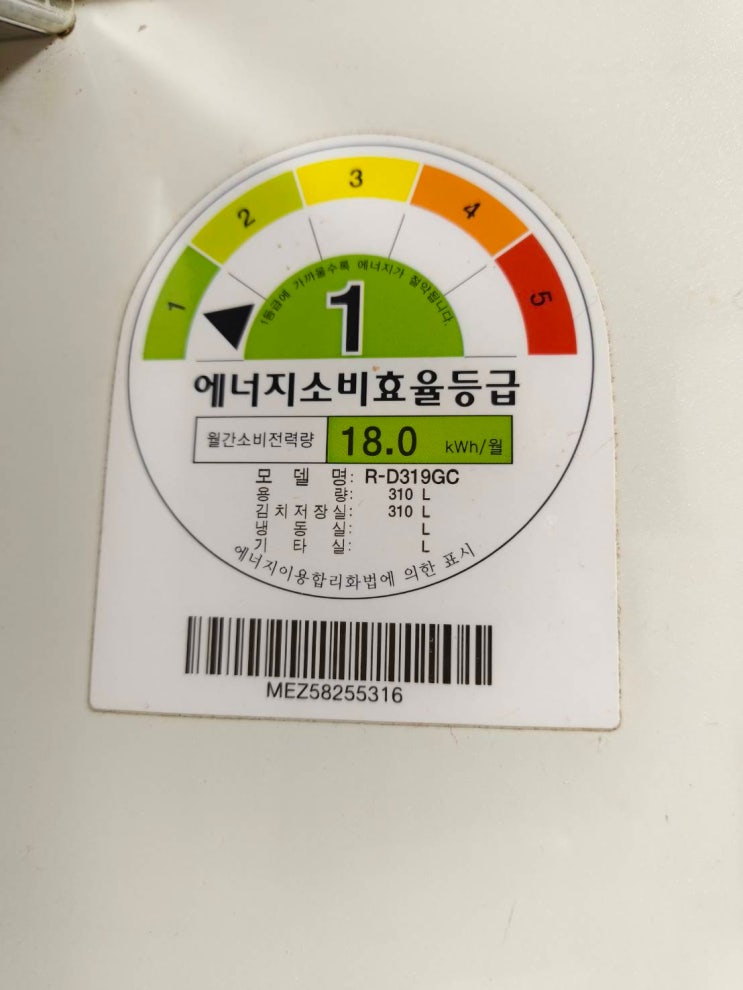 1 2 3 4 5
1등급에 가까울수록 에너지가 절약됩니다.
1
에너지소비효율등급
월간소비전력량 18.0 kWh/월
모 델 명: R-D319GC
용 량: 310 L
김치저장실: 310 L
냉 동 실: L
기 타 실: L
에너지이용합리화법에 의한 표시
MEZ58255316